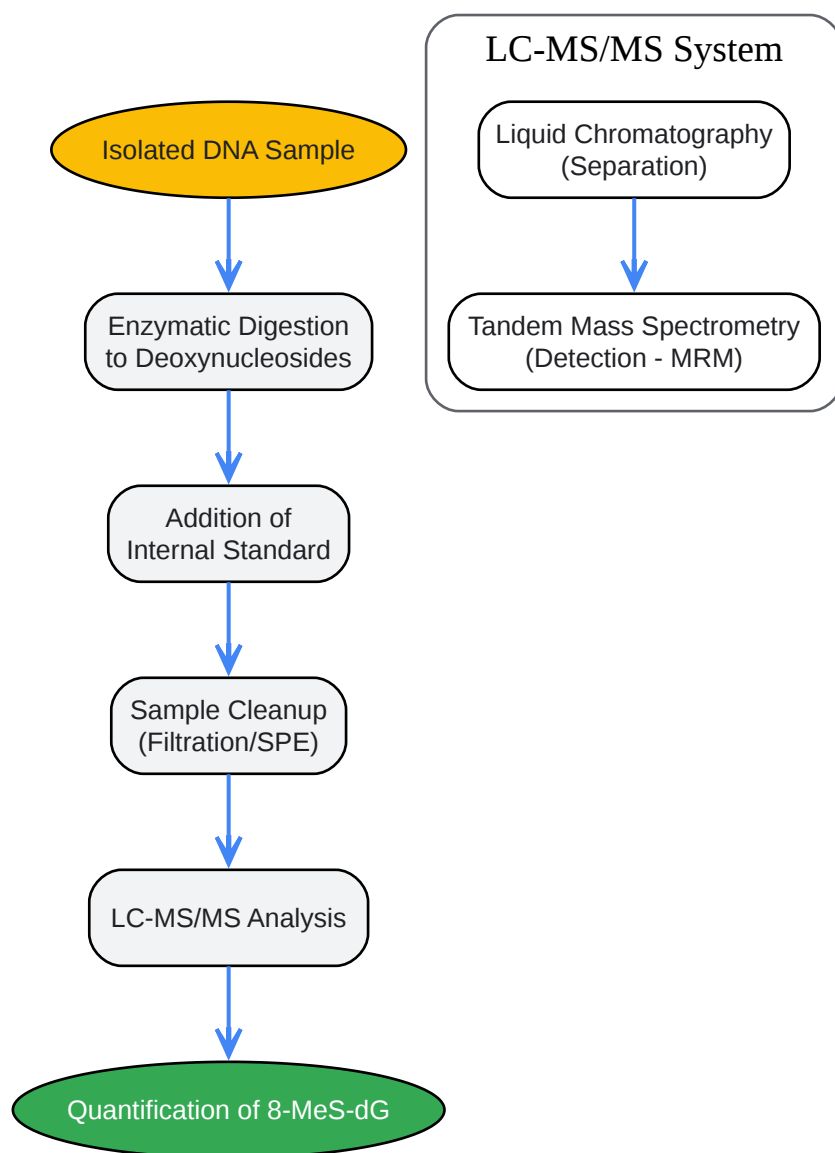 LC-MS/MS System
Liquid Chromatography
(Separation)
Tandem Mass Spectrometry
(Detection - MRM)
Isolated DNA Sample
Enzymatic Digestion
to Deoxynucleosides
Addition of
Internal Standard
Sample Cleanup
(Filtration/SPE)
LC-MS/MS Analysis
Quantification of 8-MeS-dG